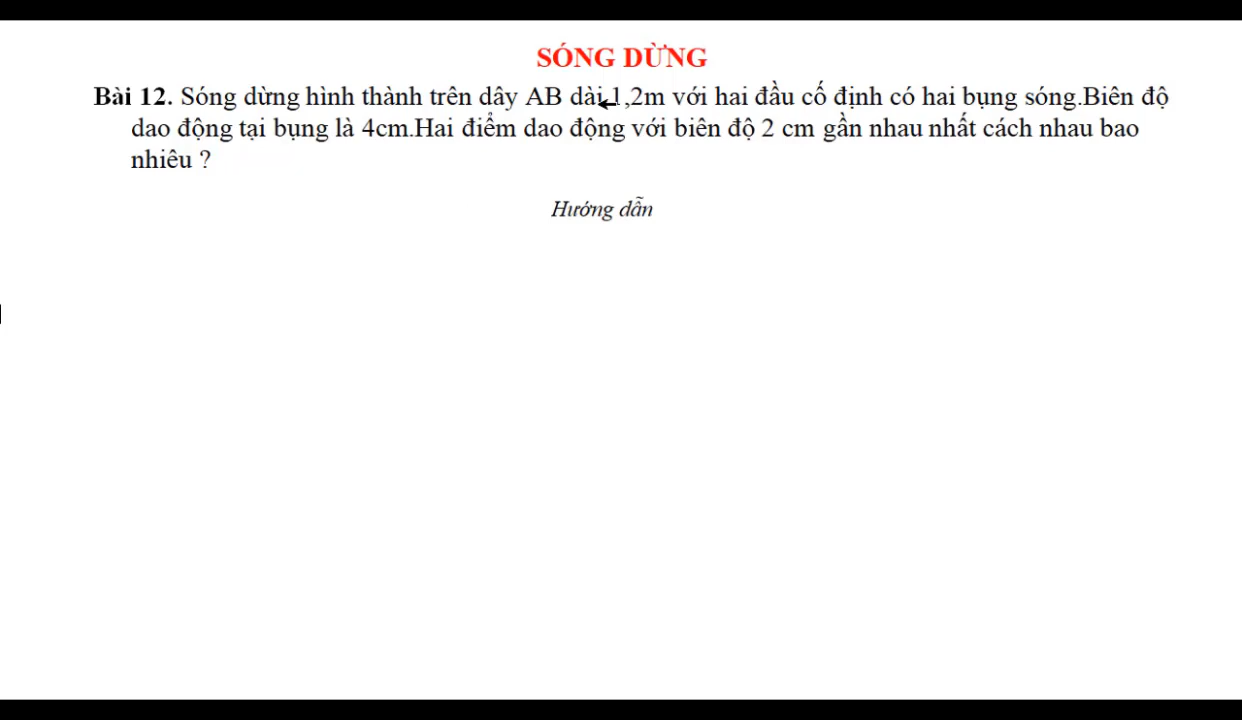 SÓNG DỪNG
Bài 12. Sóng dừng hình thành trên dây AB dài 1,2m với hai đầu cố định có hai bụng sóng.Biên độ
dao động tại bụng là 4cm.Hai điểm dao động với biên độ 2 cm gần nhau nhất cách nhau bao
nhiêu ?
Hướng dẫn